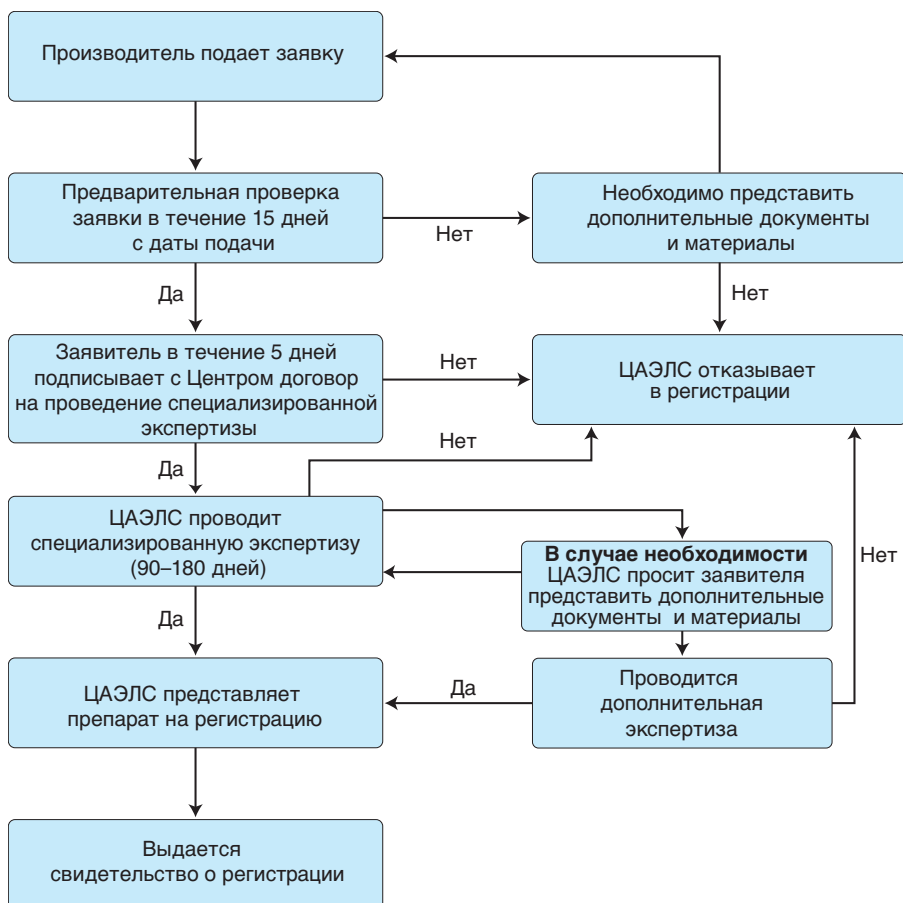 Производитель подает заявку
Предварительная проверка
заявки в течение 15 дней
с даты подачи
Нет
Необходимо представить
дополнительные документы
и материалы
Да
Нет
Заявитель в течение 5 дней
подписывает с Центром договор
на проведение специализированной
экспертизы
Нет
ЦАЭЛС отказывает
в регистрации
Да
Нет
ЦАЭЛС проводит
специализированную экспертизу
(90–180 дней)
В случае необходимости
ЦАЭЛС просит заявителя
представить дополнительные
документы и материалы
Нет
Да
ЦАЭЛС представляет
препарат на регистрацию
Да
Проводится
дополнительная
экспертиза
Выдается
свидетельство о регистрации